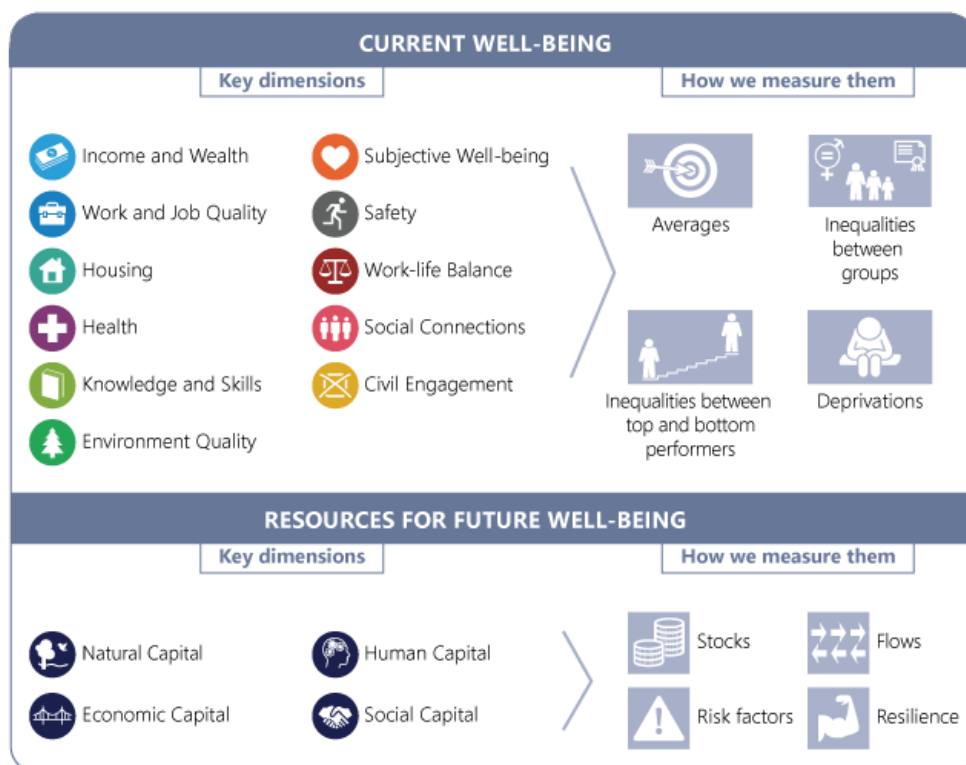 CURRENT WELL-BEING
Key dimensions
How we measure them
Income and Wealth
Subjective Well-being
Work and Job Quality
Safety
Housing
Work-life Balance
Health
Social Connections
Knowledge and Skills
Civil Engagement
Environment Quality
Averages
Inequalities
between
groups
Inequalities between
top and bottom
performers
Deprivations
RESOURCES FOR FUTURE WELL-BEING
Key dimensions
How we measure them
Natural Capital
Human Capital
Economic Capital
Social Capital
Stocks
Flows
Risk factors
Resilience